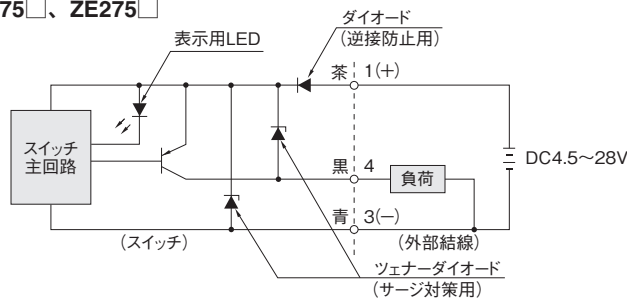 75□、ZE275□
ダイオード
(逆接防止用)
表示用LED
茶 1(+)
スイッチ
主回路
黒 4
負荷
DC4.5～28V
青 3(−)
(スイッチ)
(外部結線)
ツェナーダイオード
(サージ対策用)